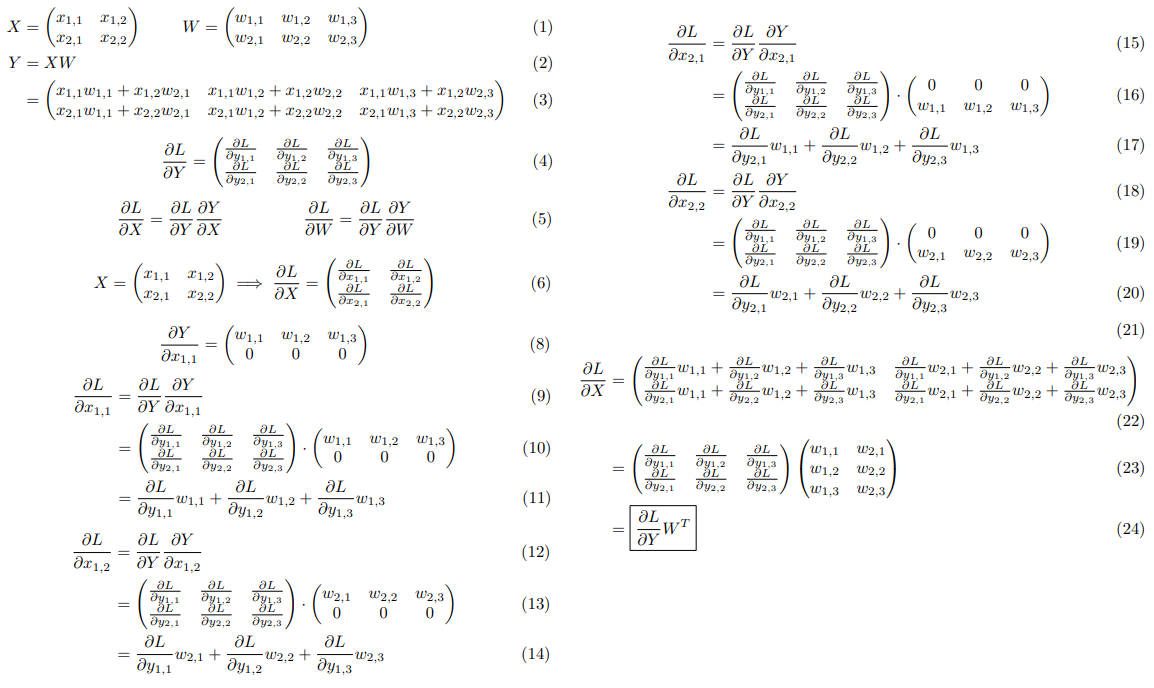 X = \begin{pmatrix} x_{1,1} & x_{1,2} \\ x_{2,1} & x_{2,2} \end{pmatrix} \qquad W = \begin{pmatrix} w_{1,1} & w_{1,2} & w_{1,3} \\ w_{2,1} & w_{2,2} & w_{2,3} \end{pmatrix} (1)
Y = XW (2)
= \begin{pmatrix} x_{1,1}w_{1,1} + x_{1,2}w_{2,1} & x_{1,1}w_{1,2} + x_{1,2}w_{2,2} & x_{1,1}w_{1,3} + x_{1,2}w_{2,3} \\ x_{2,1}w_{1,1} + x_{2,2}w_{2,1} & x_{2,1}w_{1,2} + x_{2,2}w_{2,2} & x_{2,1}w_{1,3} + x_{2,2}w_{2,3} \end{pmatrix} (3)
\frac{\partial L}{\partial Y} = \begin{pmatrix} \frac{\partial L}{\partial y_{1,1}} & \frac{\partial L}{\partial y_{1,2}} & \frac{\partial L}{\partial y_{1,3}} \\ \frac{\partial L}{\partial y_{2,1}} & \frac{\partial L}{\partial y_{2,2}} & \frac{\partial L}{\partial y_{2,3}} \end{pmatrix} (4)
\frac{\partial L}{\partial X} = \frac{\partial L}{\partial Y} \frac{\partial Y}{\partial X} \qquad \frac{\partial L}{\partial W} = \frac{\partial L}{\partial Y} \frac{\partial Y}{\partial W} (5)
X = \begin{pmatrix} x_{1,1} & x_{1,2} \\ x_{2,1} & x_{2,2} \end{pmatrix} \implies \frac{\partial L}{\partial X} = \begin{pmatrix} \frac{\partial L}{\partial x_{1,1}} & \frac{\partial L}{\partial x_{1,2}} \\ \frac{\partial L}{\partial x_{2,1}} & \frac{\partial L}{\partial x_{2,2}} \end{pmatrix} (6)
\frac{\partial Y}{\partial x_{1,1}} = \begin{pmatrix} w_{1,1} & w_{1,2} & w_{1,3} \\ 0 & 0 & 0 \end{pmatrix} (8)
\frac{\partial L}{\partial x_{1,1}} = \frac{\partial L}{\partial Y} \frac{\partial Y}{\partial x_{1,1}} (9)
= \begin{pmatrix} \frac{\partial L}{\partial y_{1,1}} & \frac{\partial L}{\partial y_{1,2}} & \frac{\partial L}{\partial y_{1,3}} \\ \frac{\partial L}{\partial y_{2,1}} & \frac{\partial L}{\partial y_{2,2}} & \frac{\partial L}{\partial y_{2,3}} \end{pmatrix} \cdot \begin{pmatrix} w_{1,1} & w_{1,2} & w_{1,3} \\ 0 & 0 & 0 \end{pmatrix} (10)
= \frac{\partial L}{\partial y_{1,1}} w_{1,1} + \frac{\partial L}{\partial y_{1,2}} w_{1,2} + \frac{\partial L}{\partial y_{1,3}} w_{1,3} (11)
\frac{\partial L}{\partial x_{1,2}} = \frac{\partial L}{\partial Y} \frac{\partial Y}{\partial x_{1,2}} (12)
= \begin{pmatrix} \frac{\partial L}{\partial y_{1,1}} & \frac{\partial L}{\partial y_{1,2}} & \frac{\partial L}{\partial y_{1,3}} \\ \frac{\partial L}{\partial y_{2,1}} & \frac{\partial L}{\partial y_{2,2}} & \frac{\partial L}{\partial y_{2,3}} \end{pmatrix} \cdot \begin{pmatrix} w_{2,1} & w_{2,2} & w_{2,3} \\ 0 & 0 & 0 \end{pmatrix} (13)
= \frac{\partial L}{\partial y_{1,1}} w_{2,1} + \frac{\partial L}{\partial y_{1,2}} w_{2,2} + \frac{\partial L}{\partial y_{1,3}} w_{2,3} (14)
\frac{\partial L}{\partial x_{2,1}} = \frac{\partial L}{\partial Y} \frac{\partial Y}{\partial x_{2,1}} (15)
= \begin{pmatrix} \frac{\partial L}{\partial y_{1,1}} & \frac{\partial L}{\partial y_{1,2}} & \frac{\partial L}{\partial y_{1,3}} \\ \frac{\partial L}{\partial y_{2,1}} & \frac{\partial L}{\partial y_{2,2}} & \frac{\partial L}{\partial y_{2,3}} \end{pmatrix} \cdot \begin{pmatrix} 0 & 0 & 0 \\ w_{1,1} & w_{1,2} & w_{1,3} \end{pmatrix} (16)
= \frac{\partial L}{\partial y_{2,1}} w_{1,1} + \frac{\partial L}{\partial y_{2,2}} w_{1,2} + \frac{\partial L}{\partial y_{2,3}} w_{1,3} (17)
\frac{\partial L}{\partial x_{2,2}} = \frac{\partial L}{\partial Y} \frac{\partial Y}{\partial x_{2,2}} (18)
= \begin{pmatrix} \frac{\partial L}{\partial y_{1,1}} & \frac{\partial L}{\partial y_{1,2}} & \frac{\partial L}{\partial y_{1,3}} \\ \frac{\partial L}{\partial y_{2,1}} & \frac{\partial L}{\partial y_{2,2}} & \frac{\partial L}{\partial y_{2,3}} \end{pmatrix} \cdot \begin{pmatrix} 0 & 0 & 0 \\ w_{2,1} & w_{2,2} & w_{2,3} \end{pmatrix} (19)
= \frac{\partial L}{\partial y_{2,1}} w_{2,1} + \frac{\partial L}{\partial y_{2,2}} w_{2,2} + \frac{\partial L}{\partial y_{2,3}} w_{2,3} (20)
(21)
\frac{\partial L}{\partial X} = \begin{pmatrix} \frac{\partial L}{\partial y_{1,1}} w_{1,1} + \frac{\partial L}{\partial y_{1,2}} w_{1,2} + \frac{\partial L}{\partial y_{1,3}} w_{1,3} & \frac{\partial L}{\partial y_{1,1}} w_{2,1} + \frac{\partial L}{\partial y_{1,2}} w_{2,2} + \frac{\partial L}{\partial y_{1,3}} w_{2,3} \\ \frac{\partial L}{\partial y_{2,1}} w_{1,1} + \frac{\partial L}{\partial y_{2,2}} w_{1,2} + \frac{\partial L}{\partial y_{2,3}} w_{1,3} & \frac{\partial L}{\partial y_{2,1}} w_{2,1} + \frac{\partial L}{\partial y_{2,2}} w_{2,2} + \frac{\partial L}{\partial y_{2,3}} w_{2,3} \end{pmatrix}
(22)
= \begin{pmatrix} \frac{\partial L}{\partial y_{1,1}} & \frac{\partial L}{\partial y_{1,2}} & \frac{\partial L}{\partial y_{1,3}} \\ \frac{\partial L}{\partial y_{2,1}} & \frac{\partial L}{\partial y_{2,2}} & \frac{\partial L}{\partial y_{2,3}} \end{pmatrix} \begin{pmatrix} w_{1,1} & w_{2,1} \\ w_{1,2} & w_{2,2} \\ w_{1,3} & w_{2,3} \end{pmatrix} (23)
= \boxed{\frac{\partial L}{\partial Y} W^T} (24)